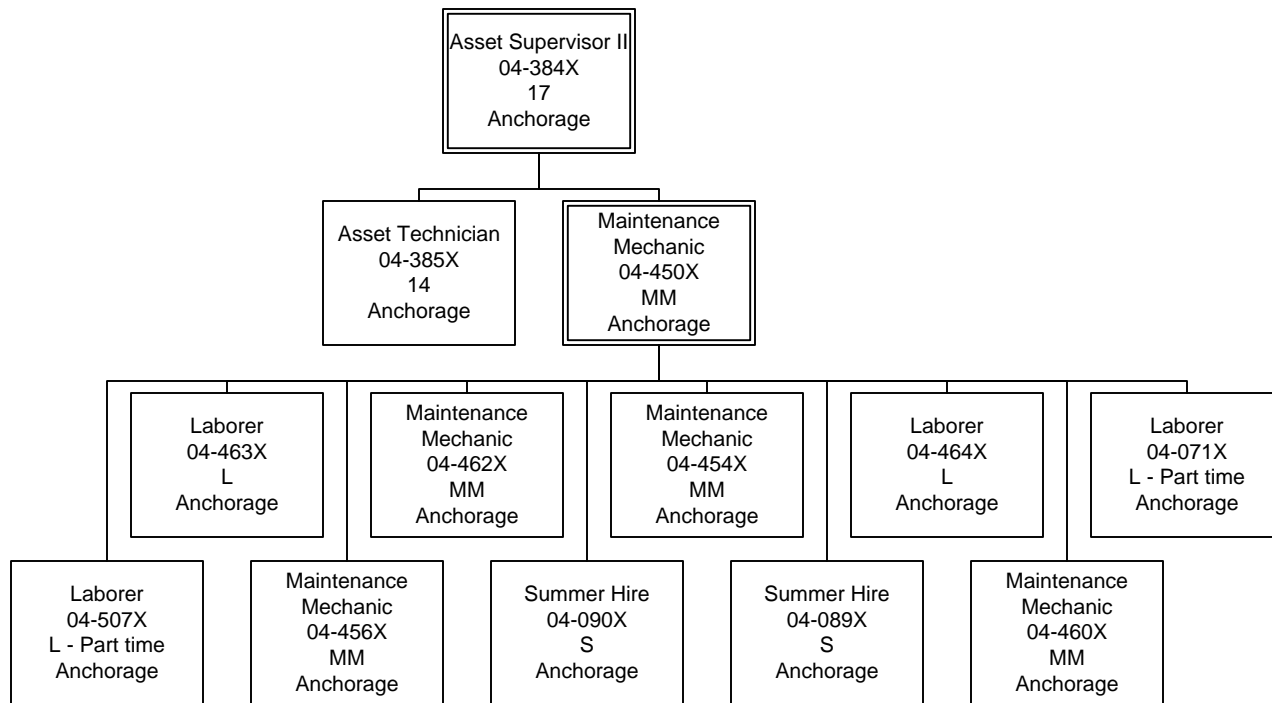 Asset Supervisor II
04-384X
17
Anchorage
Asset Technician
04-385X
14
Anchorage
Maintenance
Mechanic
04-450X
MM
Anchorage
Laborer
04-463X
L
Anchorage
Maintenance
Mechanic
04-462X
MM
Anchorage
Maintenance
Mechanic
04-454X
MM
Anchorage
Laborer
04-464X
L
Anchorage
Laborer
04-071X
L - Part time
Anchorage
Laborer
04-507X
L - Part time
Anchorage
Maintenance
Mechanic
04-456X
MM
Anchorage
Summer Hire
04-090X
S
Anchorage
Summer Hire
04-089X
S
Anchorage
Maintenance
Mechanic
04-460X
MM
Anchorage